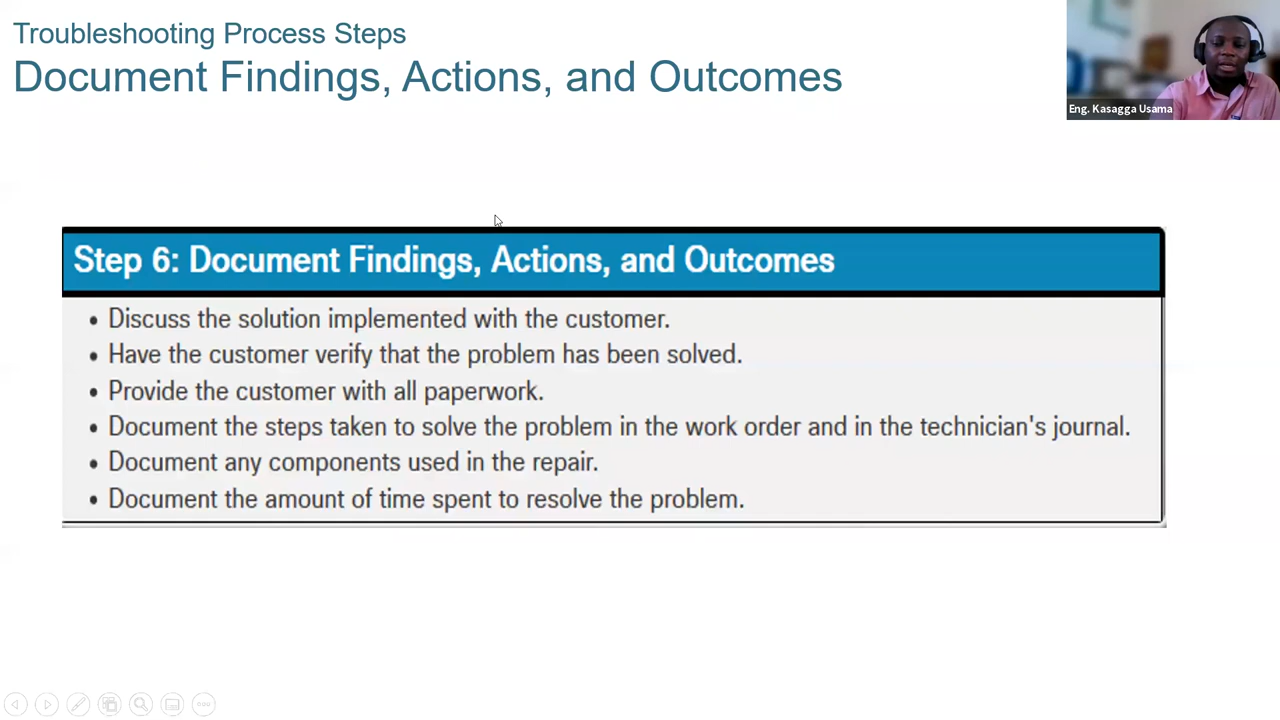 Troubleshooting Process Steps
Document Findings, Actions, and Outcomes
Eng. Kasagga Usama
Step 6: Document Findings, Actions, and Outcomes
• Discuss the solution implemented with the customer.
• Have the customer verify that the problem has been solved.
• Provide the customer with all paperwork.
• Document the steps taken to solve the problem in the work order and in the technician's journal.
• Document any components used in the repair.
• Document the amount of time spent to resolve the problem.